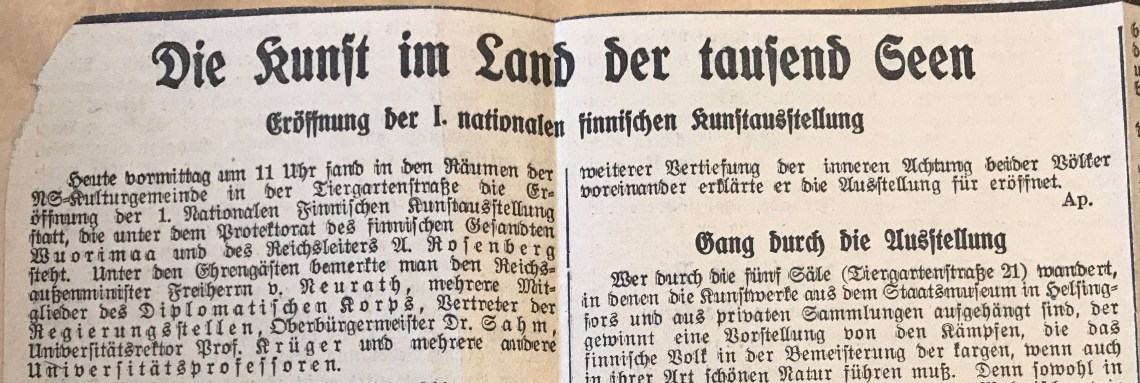 Die Kunst im Land der tausend Seen
Eröffnung der I. nationalen finnischen Kunstausstellung
Heute vormittag um 11 Uhr fand in den Räumen der
NS-Kulturgemeinde in der Tiergartenstraße die Er-
öffnung der 1. Nationalen Finnischen Kunstausstellung
statt, die unter dem Protektorat des finnischen Gesandten
Wuorimaa und des Reichsleiters A. Rosenberg
steht. Unter den Ehrengästen bemerkte man den Reichs-
außenminister Freiherrn v. Neurath, mehrere Mit-
glieder des Diplomatischen Korps, Vertreter der
Regierungsstellen, Oberbürgermeister Dr. Sahm,
Universitätsrektor Prof. Krüger und mehrere andere
Universitätsprofessoren.
weiterer Vertiefung der inneren Achtung beider Völker
voreinander erklärte er die Ausstellung für eröffnet.
Ap.
Gang durch die Ausstellung
Wer durch die fünf Säle (Tiergartenstraße 21) wandert,
in denen die Kunstwerke aus dem Staatsmuseum in Helsing-
fors und aus privaten Sammlungen aufgehängt sind, der
gewinnt eine Vorstellung von den Kämpfen, die das
finnische Volk in der Bemeisterung der kargen, wenn auch
in ihrer Art schönen Natur führen muß. Denn sowohl in